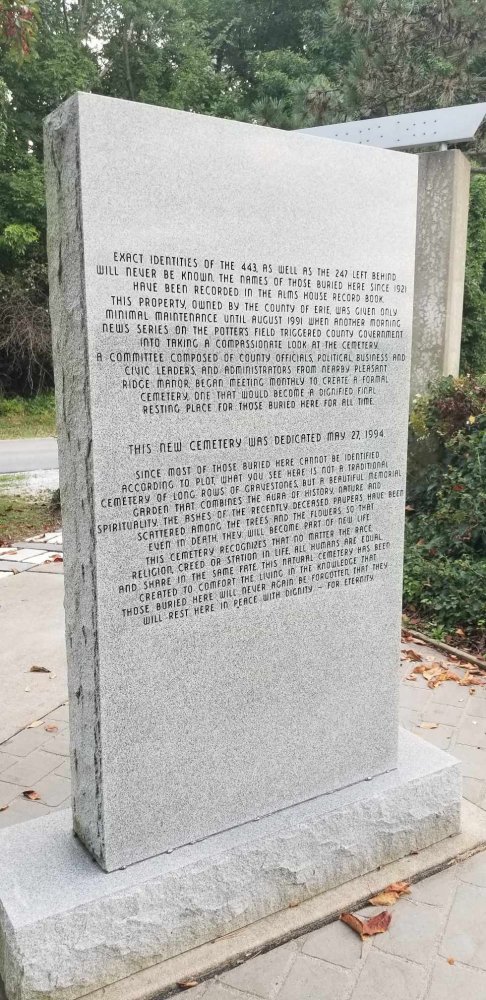 EXACT IDENTITIES OF THE 443, AS WELL AS THE 247 LEFT BEHIND
WILL NEVER BE KNOWN. THE NAMES OF THOSE BURIED HERE SINCE 1921
HAVE BEEN RECORDED IN THE ALMS HOUSE RECORD BOOK.
THIS PROPERTY, OWNED BY THE COUNTY OF ERIE, WAS GIVEN ONLY
MINIMAL MAINTENANCE UNTIL AUGUST 1991 WHEN ANOTHER MORNING
NEWS SERIES ON THE POTTERS FIELD TRIGGERED COUNTY GOVERNMENT
INTO TAKING A COMPASSIONATE LOOK AT THE CEMETERY.
A COMMITTEE COMPOSED OF COUNTY OFFICIALS, POLITICAL, BUSINESS AND
CIVIC LEADERS, AND ADMINISTRATORS FROM NEARBY PLEASANT
RIDGE MANOR, BEGAN MEETING MONTHLY TO CREATE A FORMAL
CEMETERY, ONE THAT WOULD BECOME A DIGNIFIED FINAL
RESTING PLACE FOR THOSE BURIED HERE FOR ALL TIME.
THIS NEW CEMETERY WAS DEDICATED MAY 27, 1994
SINCE MOST OF THOSE BURIED HERE CANNOT BE IDENTIFIED
ACCORDING TO PLOT, WHAT YOU SEE HERE IS NOT A TRADITIONAL
CEMETERY OF LONG ROWS OF GRAVESTONES, BUT A BEAUTIFUL MEMORIAL
GARDEN THAT COMBINES THE AURA OF HISTORY, NATURE AND
SPIRITUALITY. THE ASHES OF THE RECENTLY DECEASED PAUPERS HAVE BEEN
SCATTERED AMONG THE TREES AND THE FLOWERS, SO THAT
EVEN IN DEATH, THEY WILL BECOME PART OF NEW LIFE.
THIS CEMETERY RECOGNIZES THAT NO MATTER THE RACE,
RELIGION, CREED OR STATION IN LIFE, ALL HUMANS ARE EQUAL
AND SHARE IN THE SAME FATE. THIS NATURAL CEMETERY HAS BEEN
CREATED TO COMFORT THE LIVING, IN THE KNOWLEDGE THAT
THOSE BURIED HERE WILL NEVER AGAIN BE FORGOTTEN, THAT THEY
WILL REST HERE IN PEACE WITH DIGNITY - FOR ETERNITY.